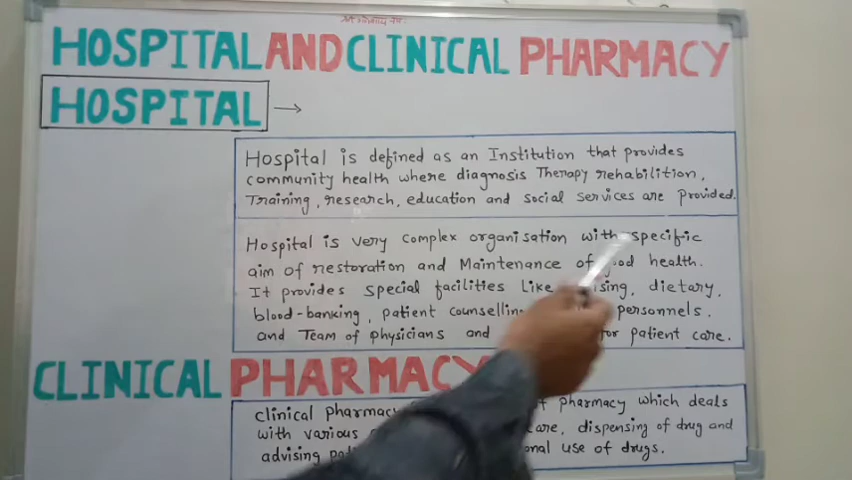 HOSPITAL AND CLINICAL PHARMACY
HOSPITAL →
Hospital is defined as an Institution that provides
community health where diagnosis Therapy rehabilition,
Training, research, education and social services are provided.
Hospital is very complex organisation with specific
aim of restoration and Maintenance of good health.
It provides special facilities Like dietary,
blood-banking, patient counselling personnels.
and Team of physicians and for patient care.
CLINICAL PHARMACY
clinical pharmacy of pharmacy which deals
with various care, dispensing of drug and
advising use of drugs.